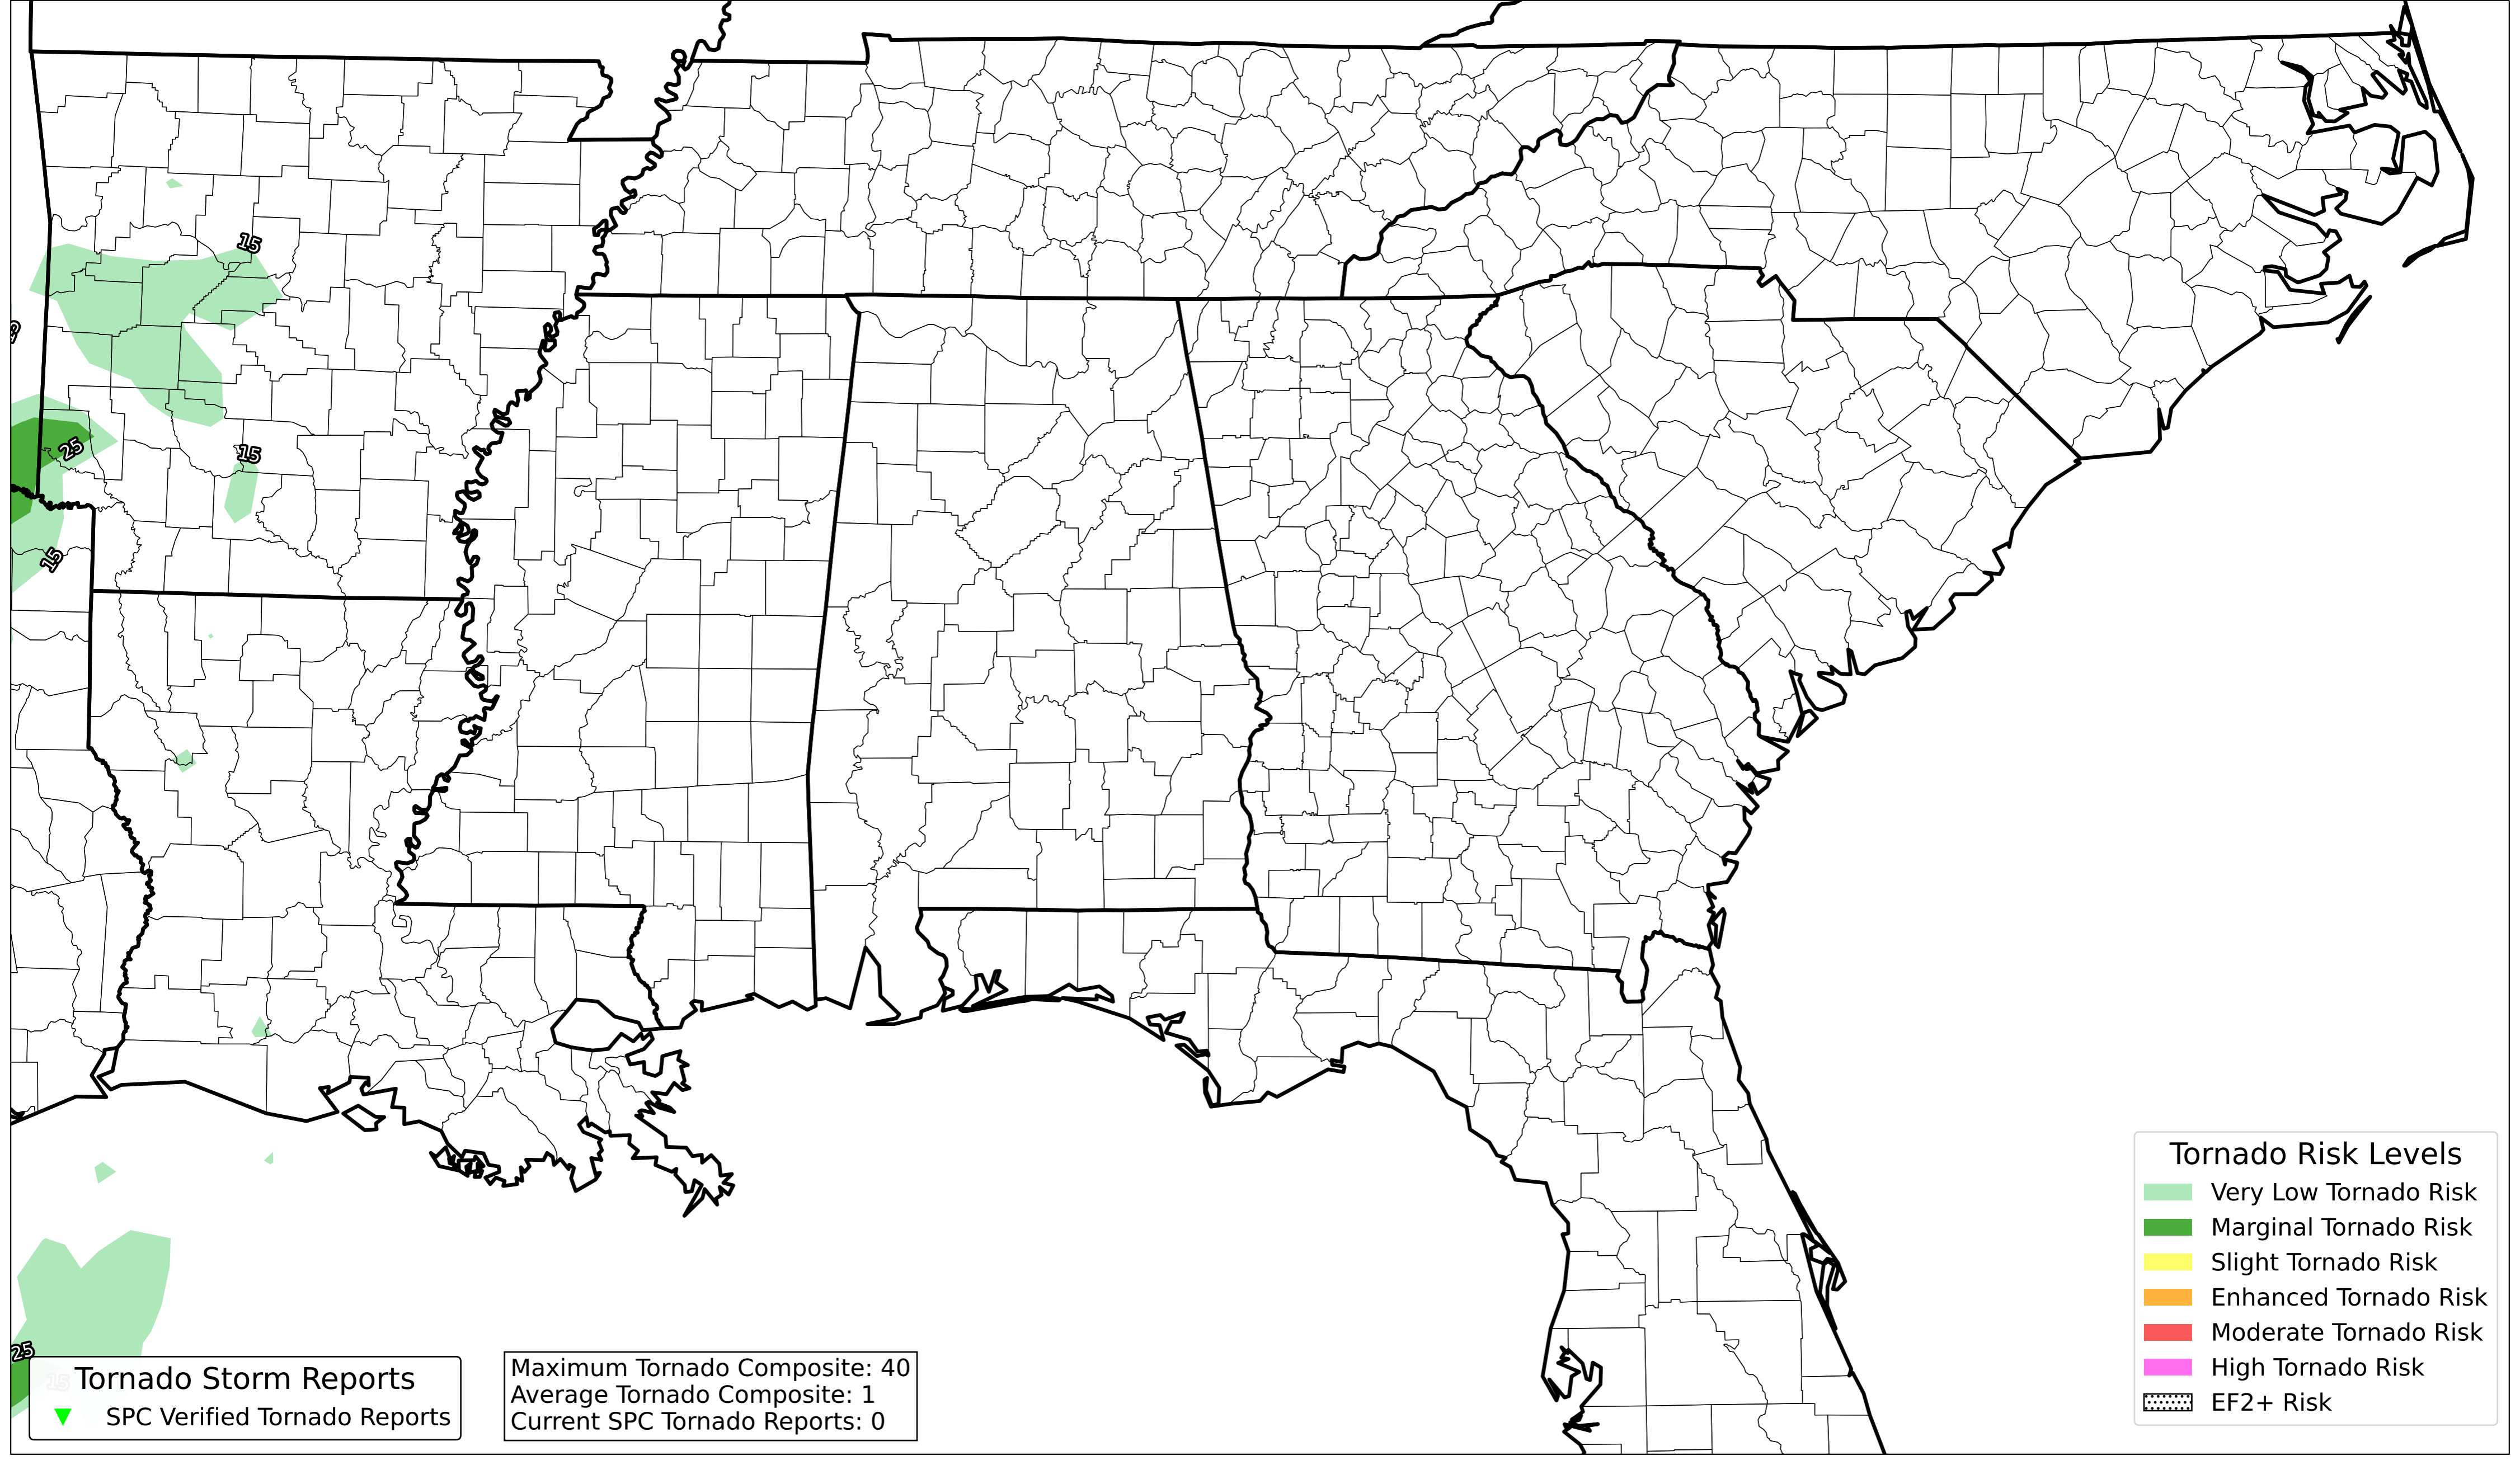 15
25
15
15
25
Tornado Storm Reports
SPC Verified Tornado Reports
Maximum Tornado Composite: 40
Average Tornado Composite: 1
Current SPC Tornado Reports: 0
Tornado Risk Levels
Very Low Tornado Risk
Marginal Tornado Risk
Slight Tornado Risk
Enhanced Tornado Risk
Moderate Tornado Risk
High Tornado Risk
EF2+ Risk